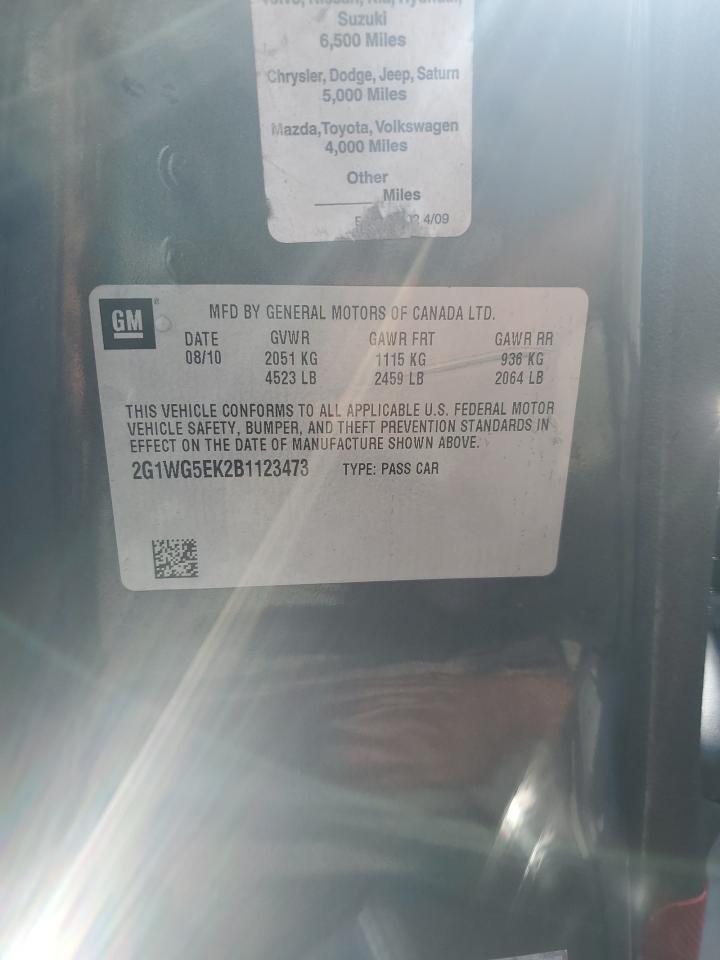 Suzuki
6,500 Miles
Chrysler, Dodge, Jeep, Saturn
5,000 Miles
Mazda,Toyota, Volkswagen
4,000 Miles
Other
______ Miles
4/09
GM
MFD BY GENERAL MOTORS OF CANADA LTD.
DATE GVWR GAWR FRT GAWR RR
08/10 2051 KG 1115 KG 936 KG
4523 LB 2459 LB 2064 LB
THIS VEHICLE CONFORMS TO ALL APPLICABLE U.S. FEDERAL MOTOR
VEHICLE SAFETY, BUMPER, AND THEFT PREVENTION STANDARDS IN
EFFECT ON THE DATE OF MANUFACTURE SHOWN ABOVE.
2G1WG5EK2B1123473 TYPE: PASS CAR